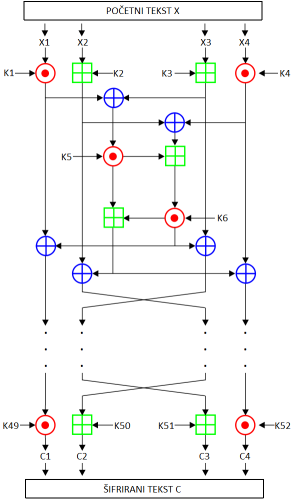 POČETNI TEKST X
X1 X2 X3 X4
K1 K2 K3 K4
K5
K6
K49 K50 K51 K52
C1 C2 C3 C4
ŠIFRIRANI TEKST C